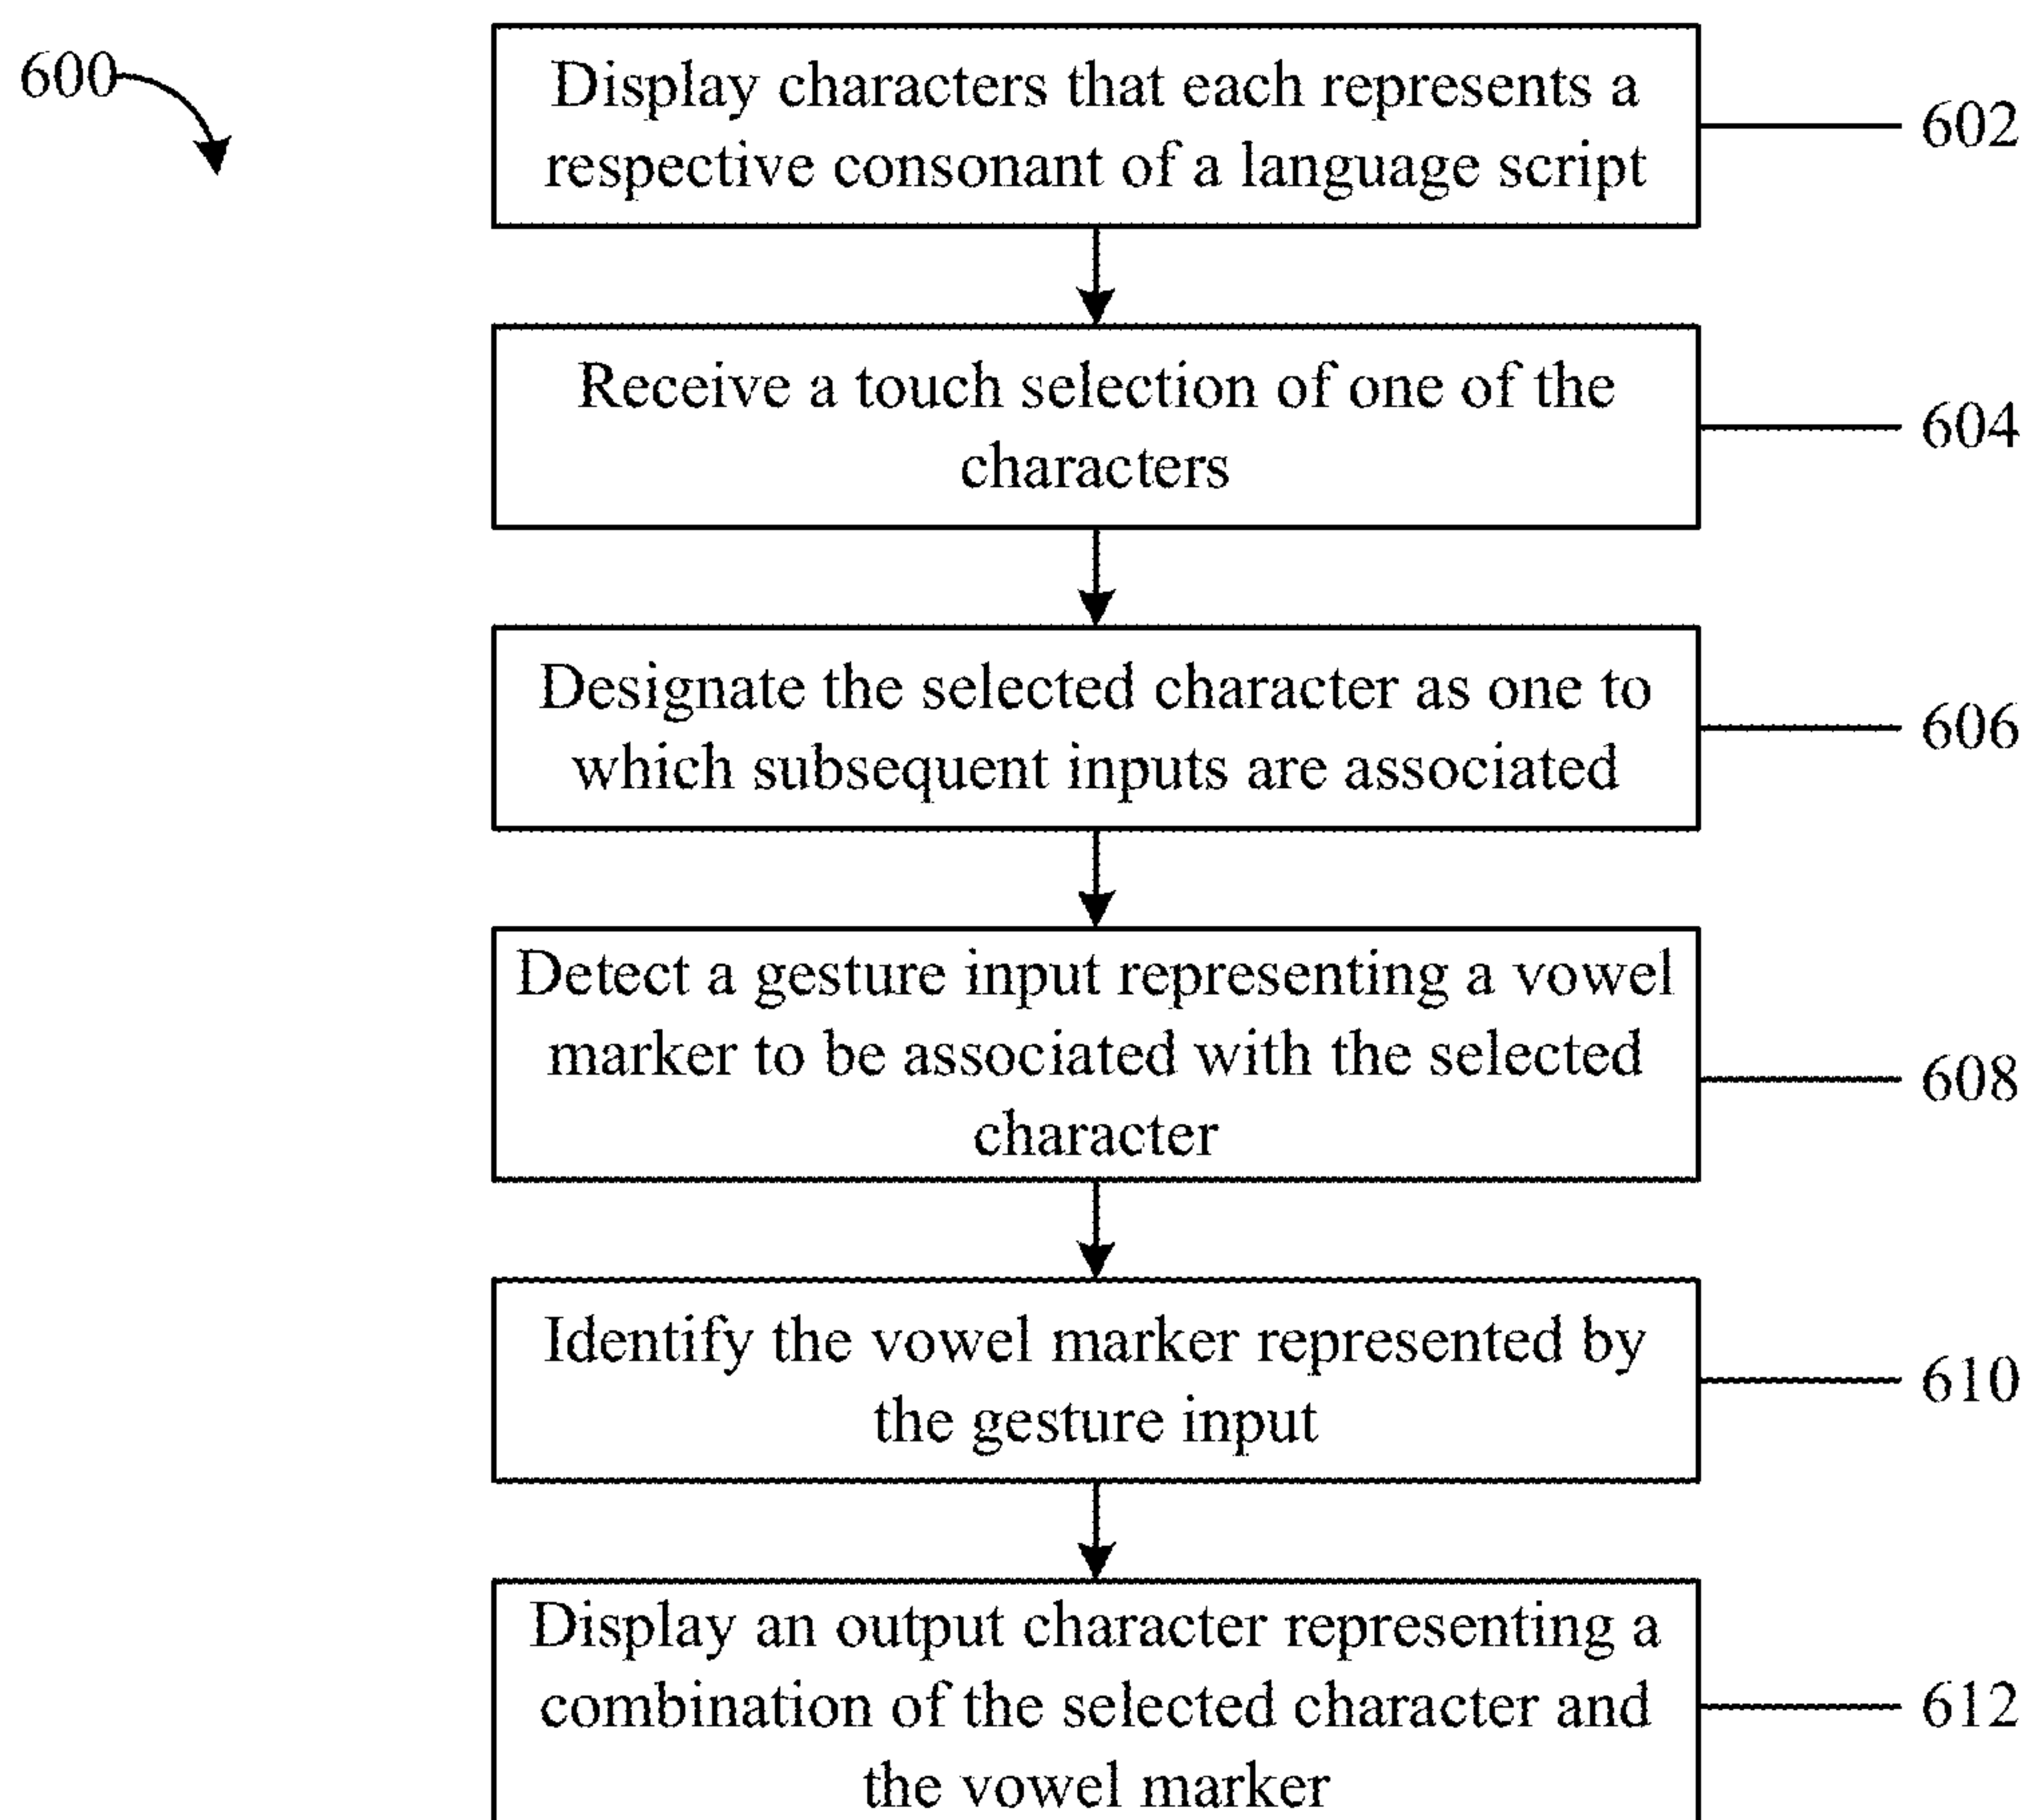 600
Display characters that each represents a
respective consonant of a language script
602
Receive a touch selection of one of the
characters
604
Designate the selected character as one to
which subsequent inputs are associated
606
Detect a gesture input representing a vowel
marker to be associated with the selected
character
608
Identify the vowel marker represented by
the gesture input
610
Display an output character representing a
combination of the selected character and
the vowel marker
612